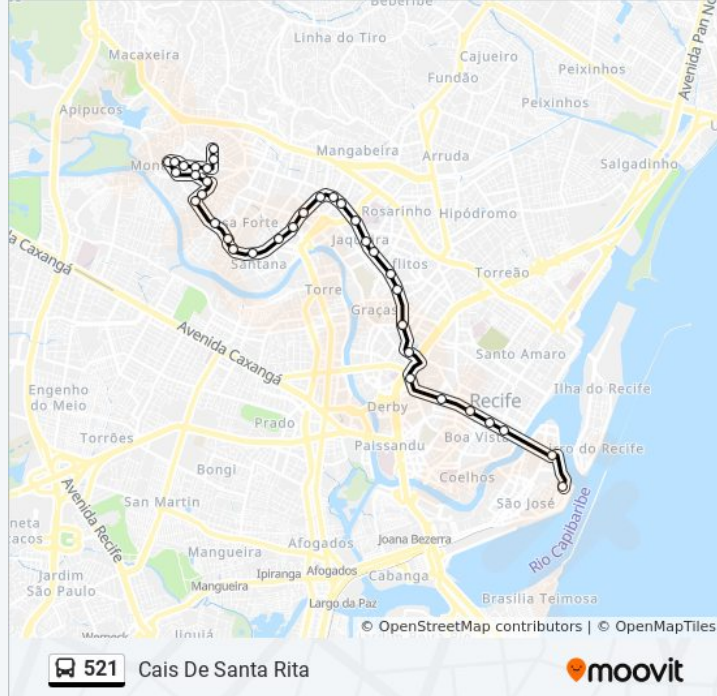 Beberibe
Linha do Tiro
Macaxeira
Cajueiro
Avenida Pan No
Fundão
Peixinhos
Apipucos
Peixinhos
Mangabeira
Arruda
Salgadinho
Mon
Rosarinho
Hipódromo
sa Forte
Jaqueira
da Caxangá
Santana
flitos
Torreão
Torre
Graças
Avenida Caxangá
Santo Amaro
Engenho
do Meio
Recife
Ilha do Recife
Derby
Prado
Torrões
Boa Vista
rro do Recife
Paissandu
Bongi
Coelhos
Avenida Recife
San Martin
São José
neta
acos
Mangueira
Afogados
Joana Bezerra
Rio Capibaribe
Jardim
São Paulo
Ipiranga
Afogados
Cabanga
Mangueira
Largo da Paz
Brasília Teimosa
© OpenStreetMap contributors | © OpenMapTiles
521
Cais De Santa Rita
moovit